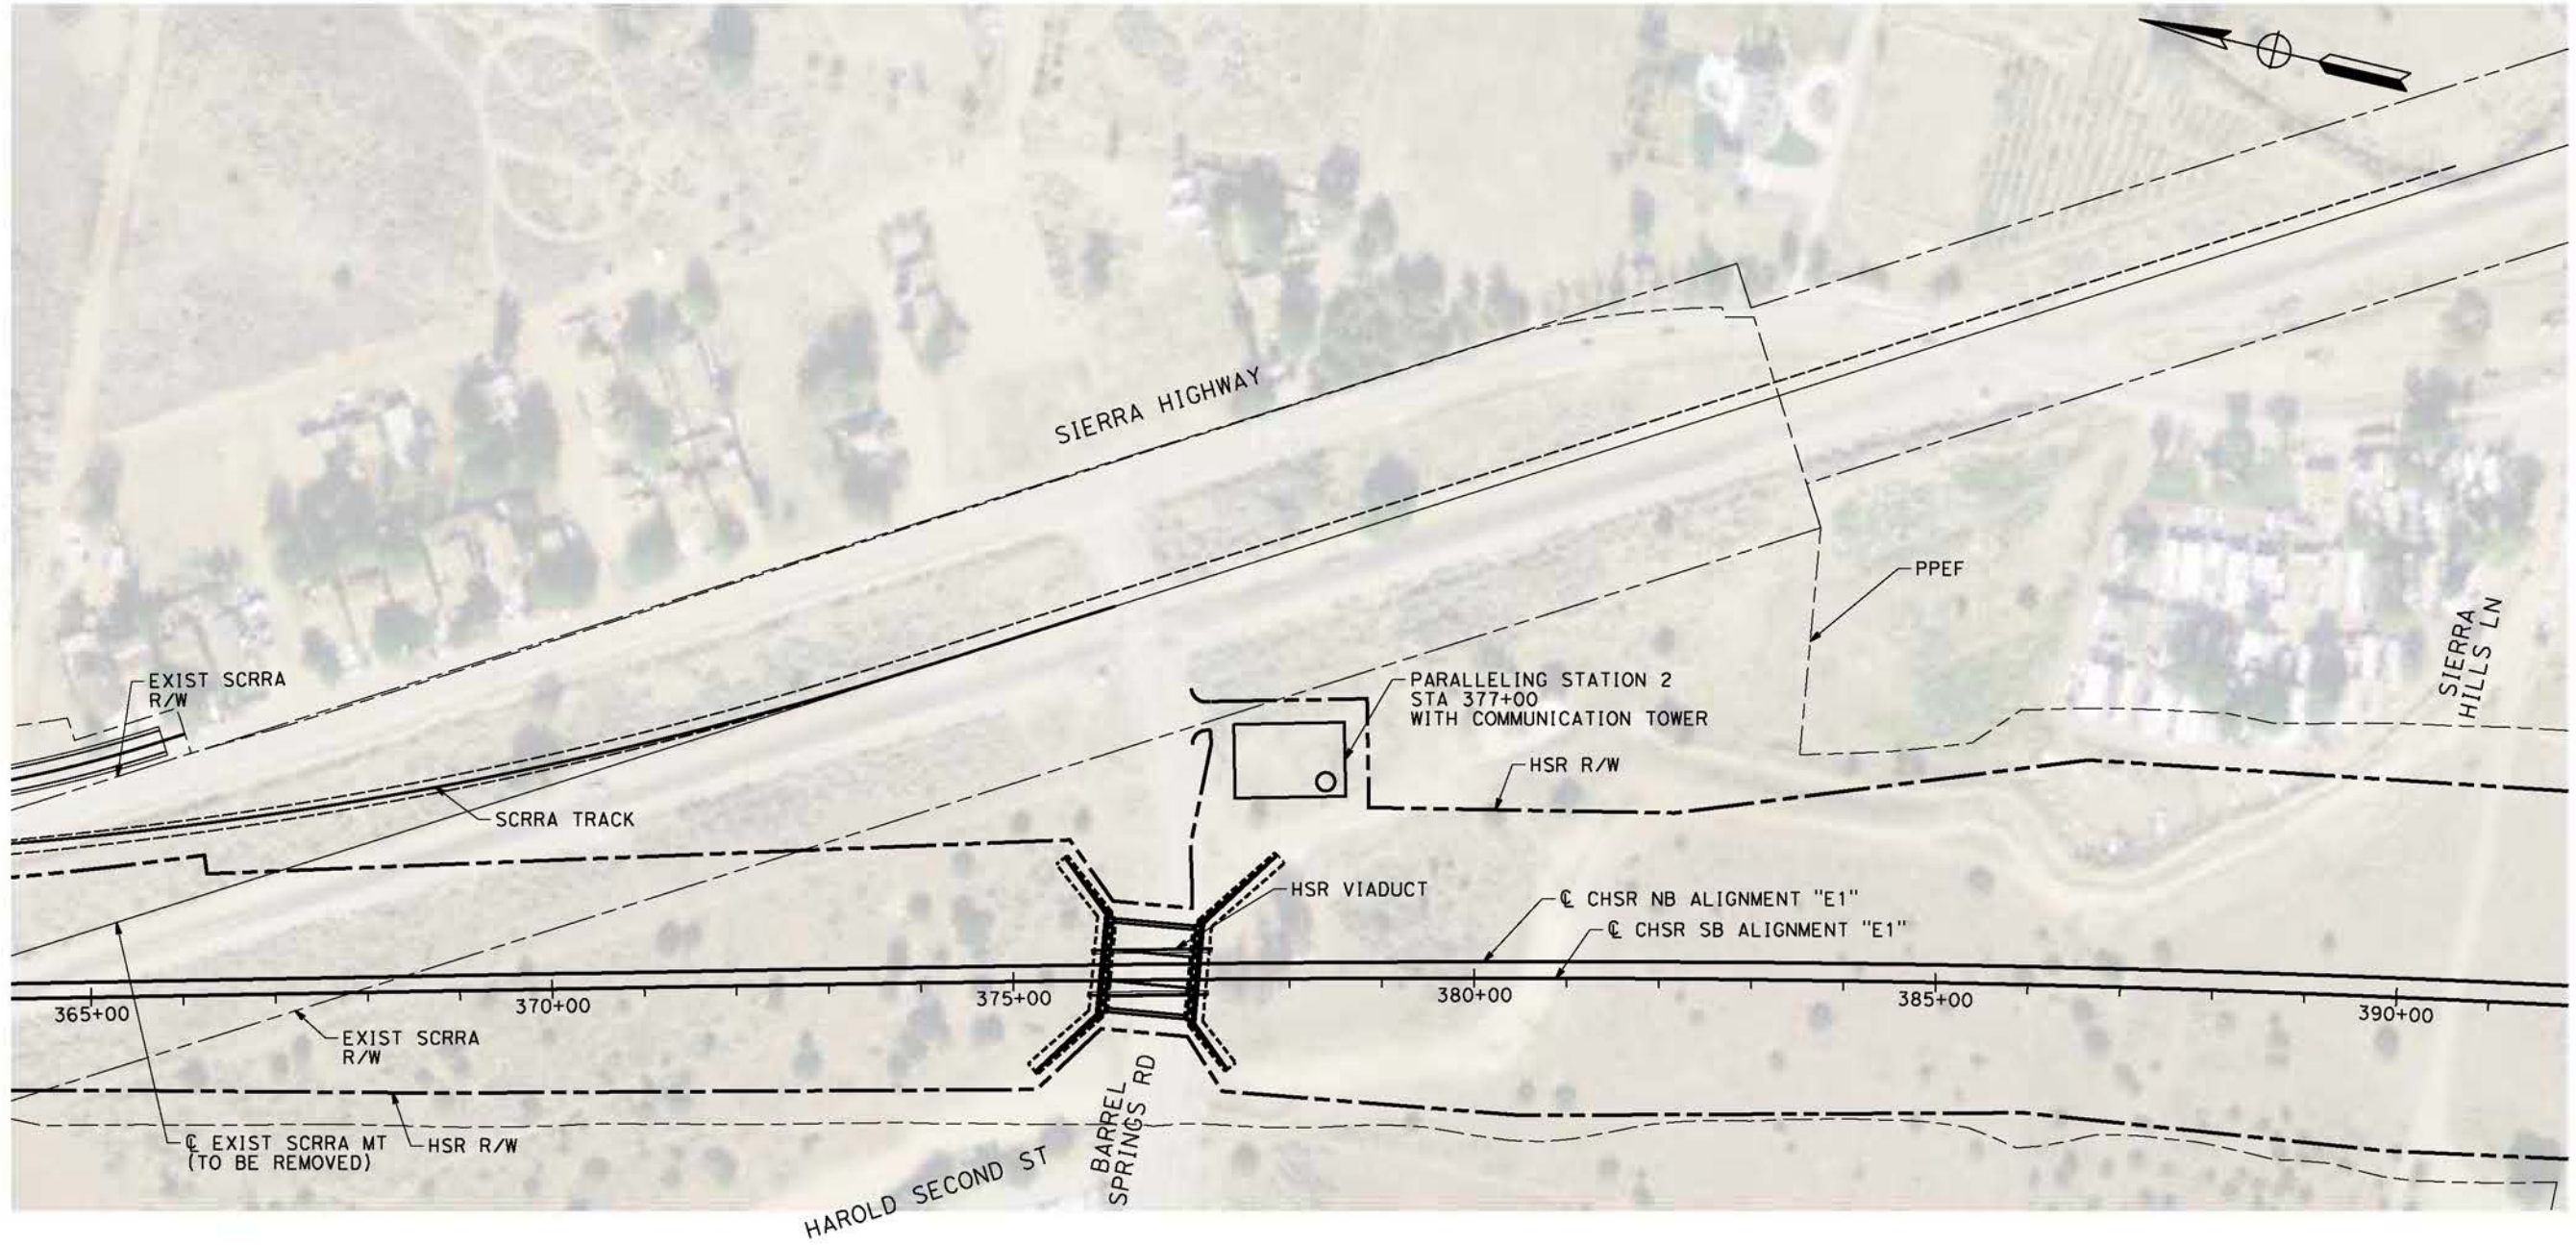 SIERRA HIGHWAY
PPEF
SIERRA
HILLS LN
EXIST SCRRA
R/W
PARALLELING STATION 2
STA 377+00
WITH COMMUNICATION TOWER
HSR R/W
SCRRA TRACK
HSR VIADUCT
℄ CHSR NB ALIGNMENT "E1"
℄ CHSR SB ALIGNMENT "E1"
365+00
370+00
375+00
380+00
385+00
390+00
EXIST SCRRA
R/W
℄ EXIST SCRRA MT
(TO BE REMOVED)
HSR R/W
BARREL
SPRINGS RD
HAROLD SECOND ST